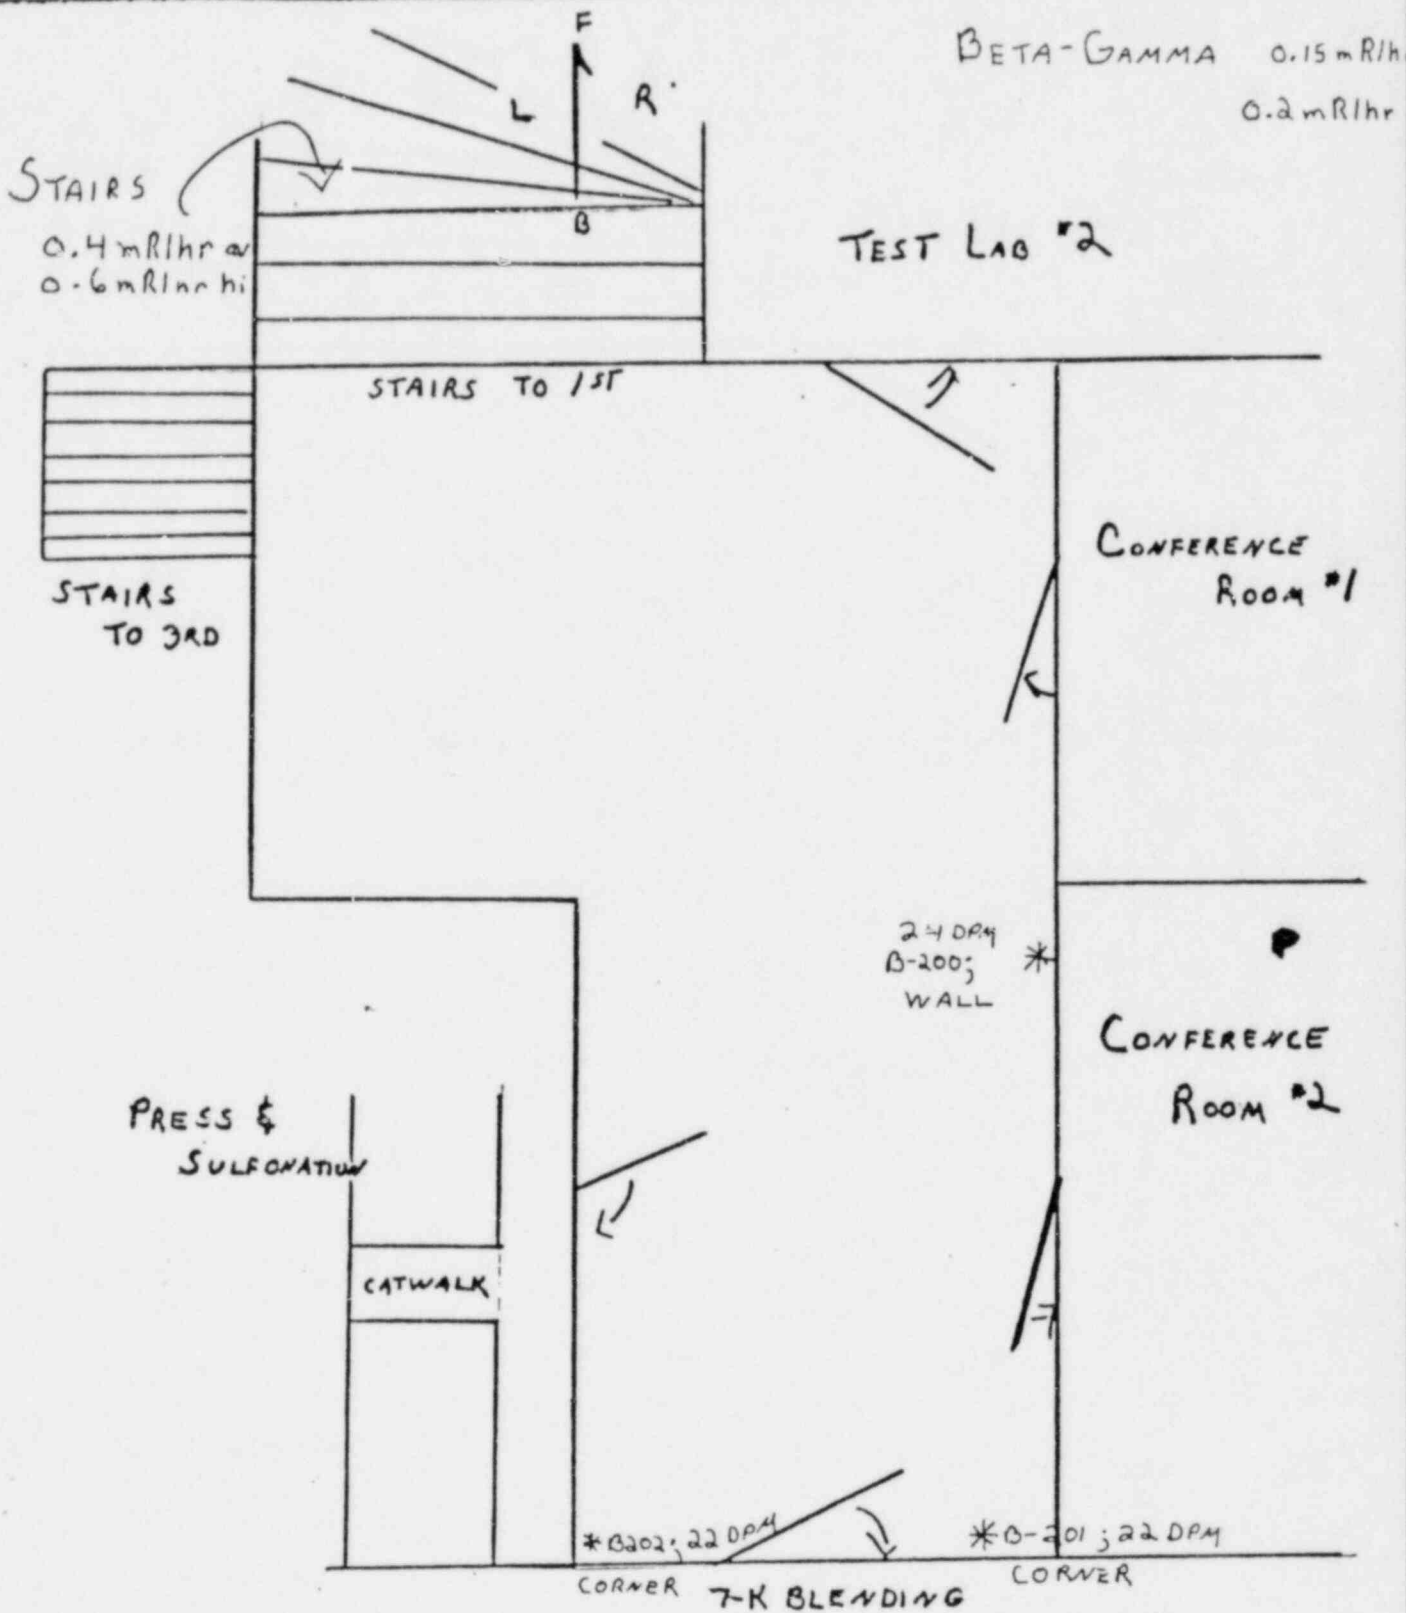 F
BETA-GAMMA 0.15 mR/h
0.2 mR/hr
L
R
STAIRS
0.4 mR/hr av
0.6 mR/hr hi
B
TEST LAB #2
STAIRS TO 1ST
CONFERENCE
ROOM #1
STAIRS
TO 3RD
24 DPM
B-200;
WALL
CONFERENCE
ROOM #2
PRESS &
SULFONATION
CATWALK
*B202; 22 DPM
*B-201; 22 DPM
CORNER
CORNER
7-K BLENDING